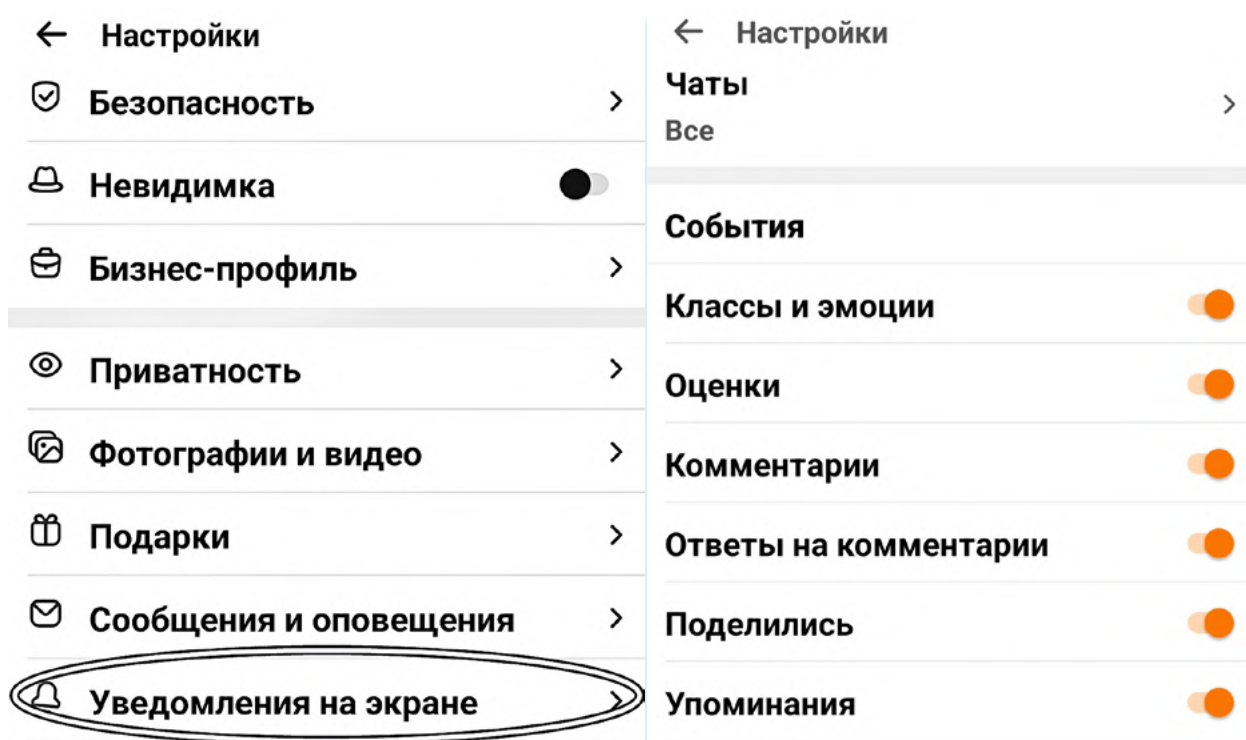 Настройки
Безопасность
Невидимка
Бизнес-профиль
Приватность
Фотографии и видео
Подарки
Сообщения и оповещения
Уведомления на экране
Настройки
Чаты
Все
События
Классы и эмоции
Оценки
Комментарии
Ответы на комментарии
Поделились
Упоминания